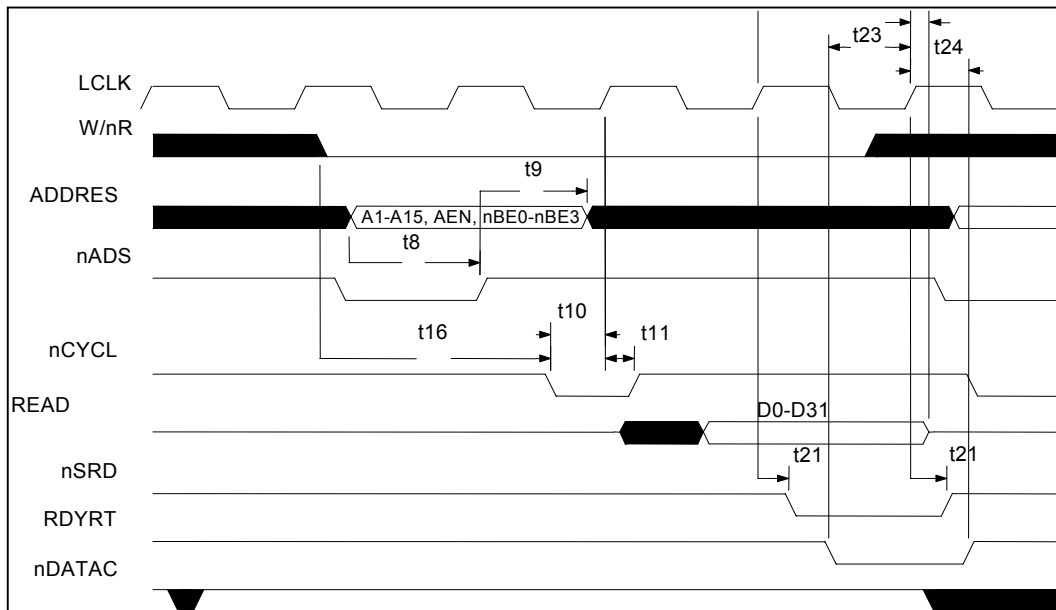 t23
t24
LCLK
W/nR
t9
ADDRES
A1-A15, AEN, nBE0-nBE3
t8
nADS
t10
t16
t11
nCYCL
READ
D0-D31
nSRD
t21
t21
RDYRT
nDATAC